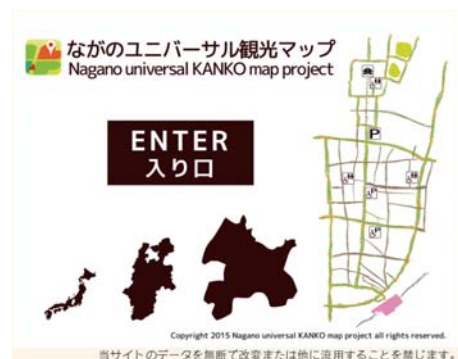 ながのユニバーサル観光マップ
Nagano universal KANKO map project
ENTER
入り口
P
P
P
Copyright 2015 Nagano universal KANKO map project all rights reserved.
当サイトのデータを無断で改変または他に流用することを禁じます。